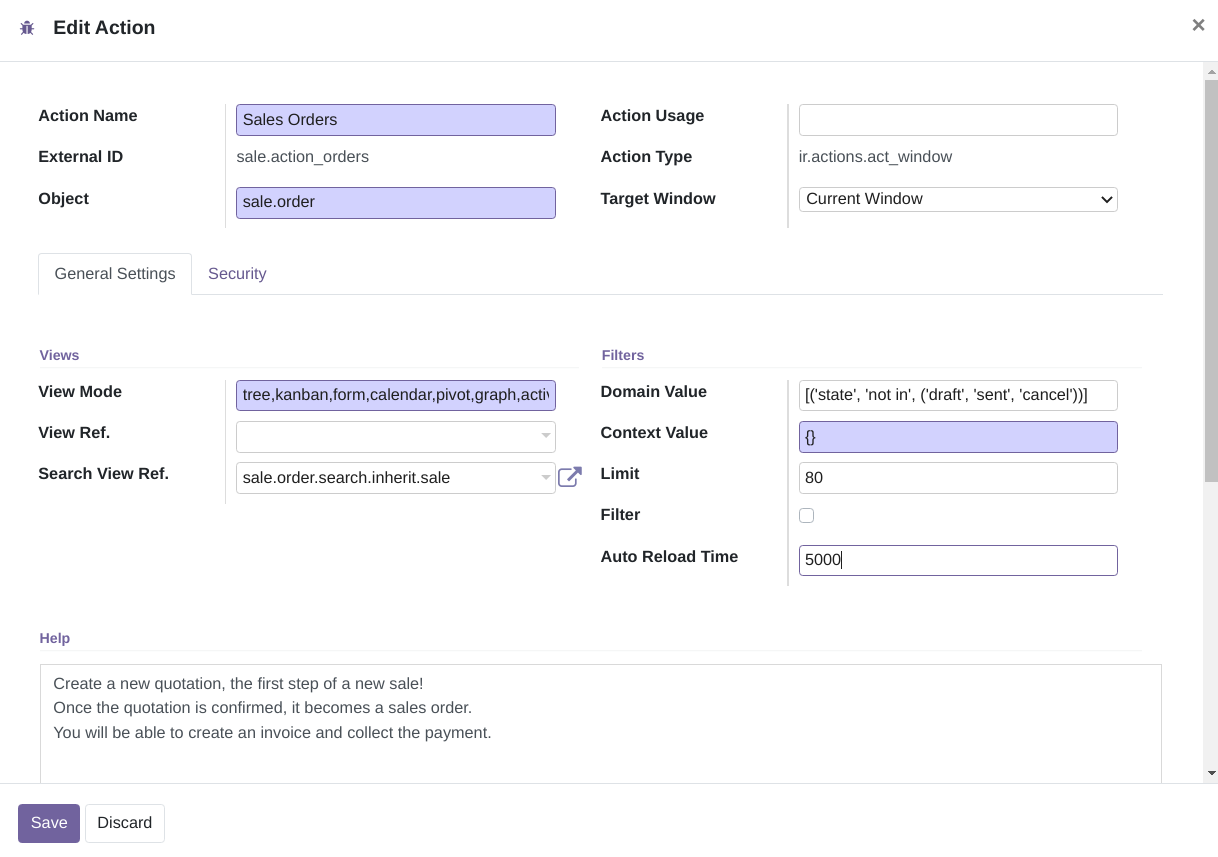 Edit Action
×
Action Name
Sales Orders
Action Usage
External ID
sale.action_orders
Action Type
ir.actions.act_window
Object
sale.order
Target Window
Current Window
General Settings
Security
Views
Filters
View Mode
tree,kanban,form,calendar,pivot,graph,activ
Domain Value
[('state', 'not in', ('draft', 'sent', 'cancel'))]
View Ref.
Context Value
{}
Search View Ref.
sale.order.search.inherit.sale
Limit
80
Filter
Auto Reload Time
5000
Help
Create a new quotation, the first step of a new sale!
Once the quotation is confirmed, it becomes a sales order.
You will be able to create an invoice and collect the payment.
Save
Discard